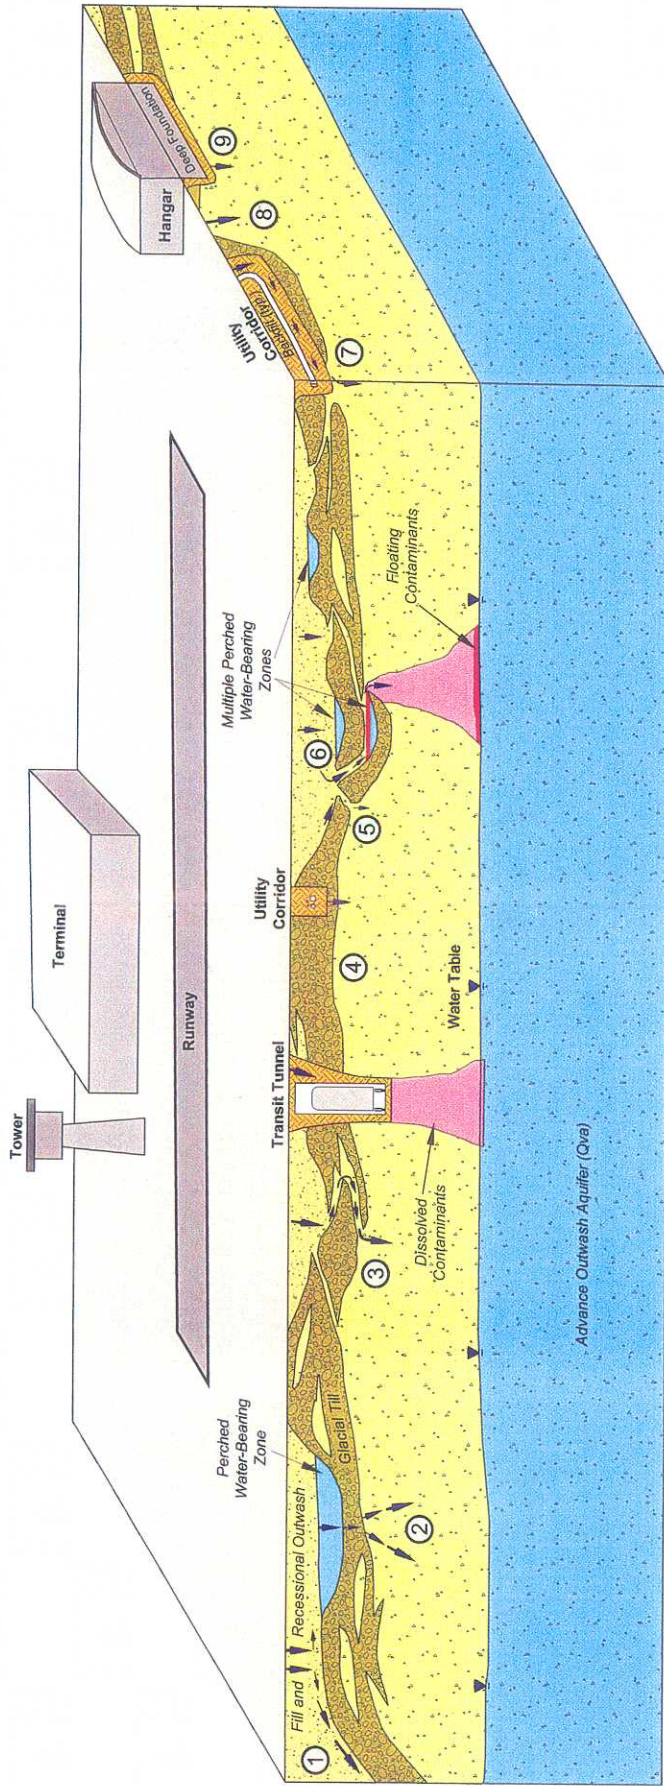 Tower
Terminal
Runway
Hangar
Deep Foundation
9
8
Utility
Corridor
Backfill (typ.)
7
Perched
Water-Bearing
Zone
Multiple Perched
Water-Bearing
Zones
Transit Tunnel
Utility
Corridor
1
Fill and Recessional Outwash
Glacial Till
2
3
4
5
6
Dissolved
Contaminants
Water Table
Floating
Contaminants
Advance Outwash Aquifer (Qva)